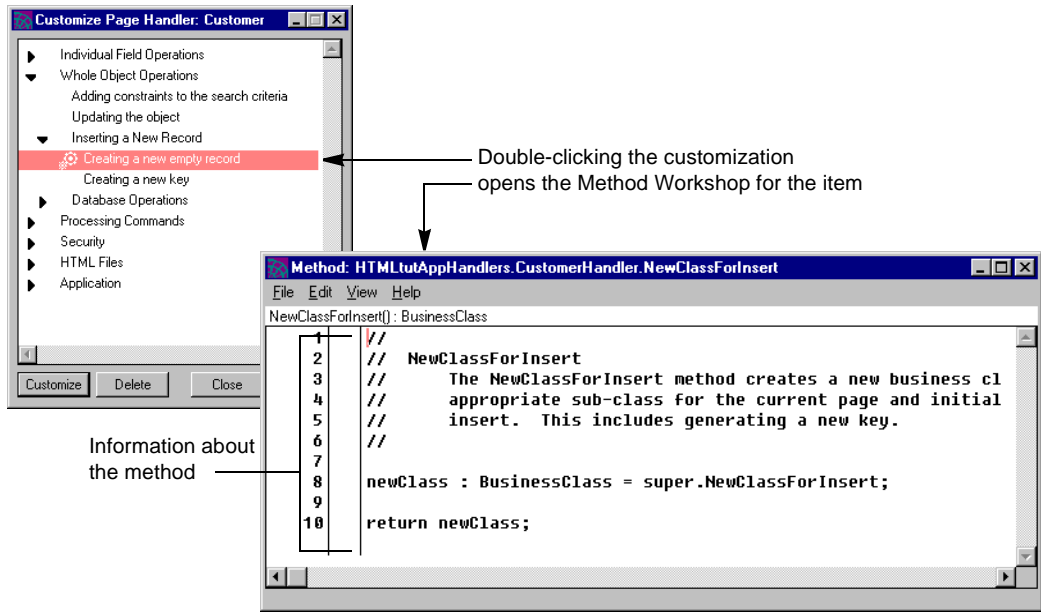 Customize Page Handler: Customer
Individual Field Operations
Whole Object Operations
Adding constraints to the search criteria
Updating the object
Inserting a New Record
Creating a new empty record
Creating a new key
Database Operations
Processing Commands
Security
HTML Files
Application
Customize Delete Close
Double-clicking the customization
opens the Method Workshop for the item
Information about
the method
Method: HTMLtutAppHandlers.CustomerHandler.NewClassForInsert
File Edit View Help
NewClassForInsert() : BusinessClass
1 //
2 // NewClassForInsert
3 // The NewClassForInsert method creates a new business cl
4 // appropriate sub-class for the current page and initial
5 // insert. This includes generating a new key.
6 //
7
8 newClass : BusinessClass = super.NewClassForInsert;
9
10 return newClass;